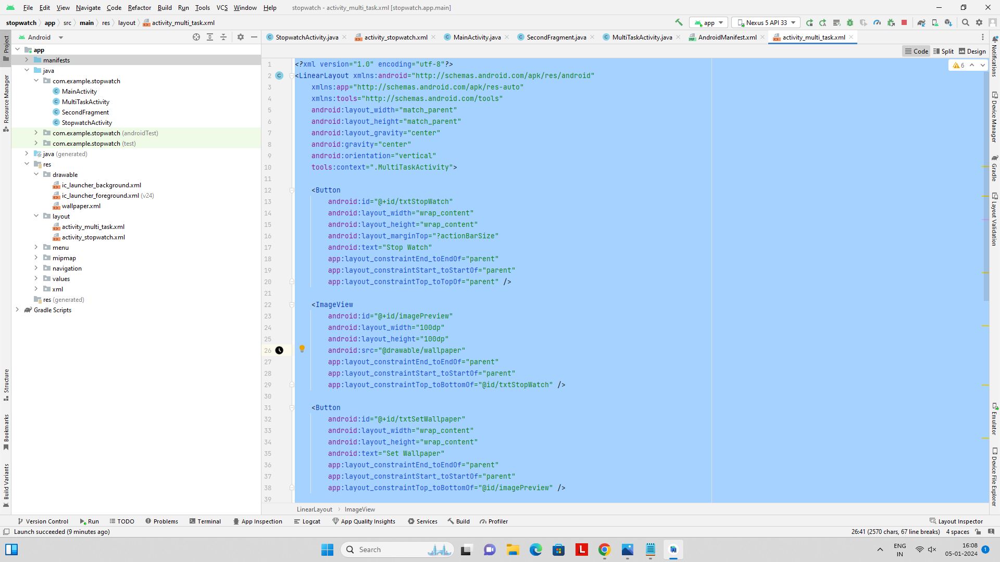 File Edit View Navigate Code Refactor Build Run Tools VCS Window Help stopwatch - activity_multi_task.xml [stopwatch.app.main]
stopwatch app src main res layout activity_multi_task.xml
app Nexus 5 API 33
Android
StopwatchActivity.java activity_stopwatch.xml MainActivity.java SecondFragment.java MultiTaskActivity.java AndroidManifest.xml activity_multi_task.xml
Code Split Design
6
Project
Resource Manager
Structure
Bookmarks
Build Variants
app
manifests
java
com.example.stopwatch
MainActivity
MultiTaskActivity
SecondFragment
StopwatchActivity
com.example.stopwatch (androidTest)
com.example.stopwatch (test)
java (generated)
res
drawable
ic_launcher_background.xml
ic_launcher_foreground.xml (v24)
wallpaper.xml
layout
activity_multi_task.xml
activity_stopwatch.xml
menu
mipmap
navigation
values
xml
res (generated)
Gradle Scripts
1 <?xml version="1.0" encoding="utf-8"?>
2 <LinearLayout xmlns:android="http://schemas.android.com/apk/res/android"
3 xmlns:app="http://schemas.android.com/apk/res-auto"
4 xmlns:tools="http://schemas.android.com/tools"
5 android:layout_width="match_parent"
6 android:layout_height="match_parent"
7 android:layout_gravity="center"
8 android:gravity="center"
9 android:orientation="vertical"
10 tools:context=".MultiTaskActivity">
11
12 <Button
13 android:id="@+id/txtStopWatch"
14 android:layout_width="wrap_content"
15 android:layout_height="wrap_content"
16 android:layout_marginTop="?actionBarSize"
17 android:text="Stop Watch"
18 app:layout_constraintEnd_toEndOf="parent"
19 app:layout_constraintStart_toStartOf="parent"
20 app:layout_constraintTop_toTopOf="parent" />
21
22 <ImageView
23 android:id="@+id/imagePreview"
24 android:layout_width="100dp"
25 android:layout_height="100dp"
26 android:src="@drawable/wallpaper"
27 app:layout_constraintEnd_toEndOf="parent"
28 app:layout_constraintStart_toStartOf="parent"
29 app:layout_constraintTop_toBottomOf="@id/txtStopWatch" />
30
31 <Button
32 android:id="@+id/txtSetWallpaper"
33 android:layout_width="wrap_content"
34 android:layout_height="wrap_content"
35 android:text="Set Wallpaper"
36 app:layout_constraintEnd_toEndOf="parent"
37 app:layout_constraintStart_toStartOf="parent"
38 app:layout_constraintTop_toBottomOf="@id/imagePreview" />
39
LinearLayout ImageView
Notifications
Device Manager
Gradle
Layout Validation
Emulator
Device File Explorer
Version Control Run TODO Problems Terminal App Inspection Logcat App Quality Insights Services Build Profiler Layout Inspector
Launch succeeded (9 minutes ago) 26:41 (2570 chars, 67 line breaks) 4 spaces
Search
ENG
IN
16:08
05-01-2024
1